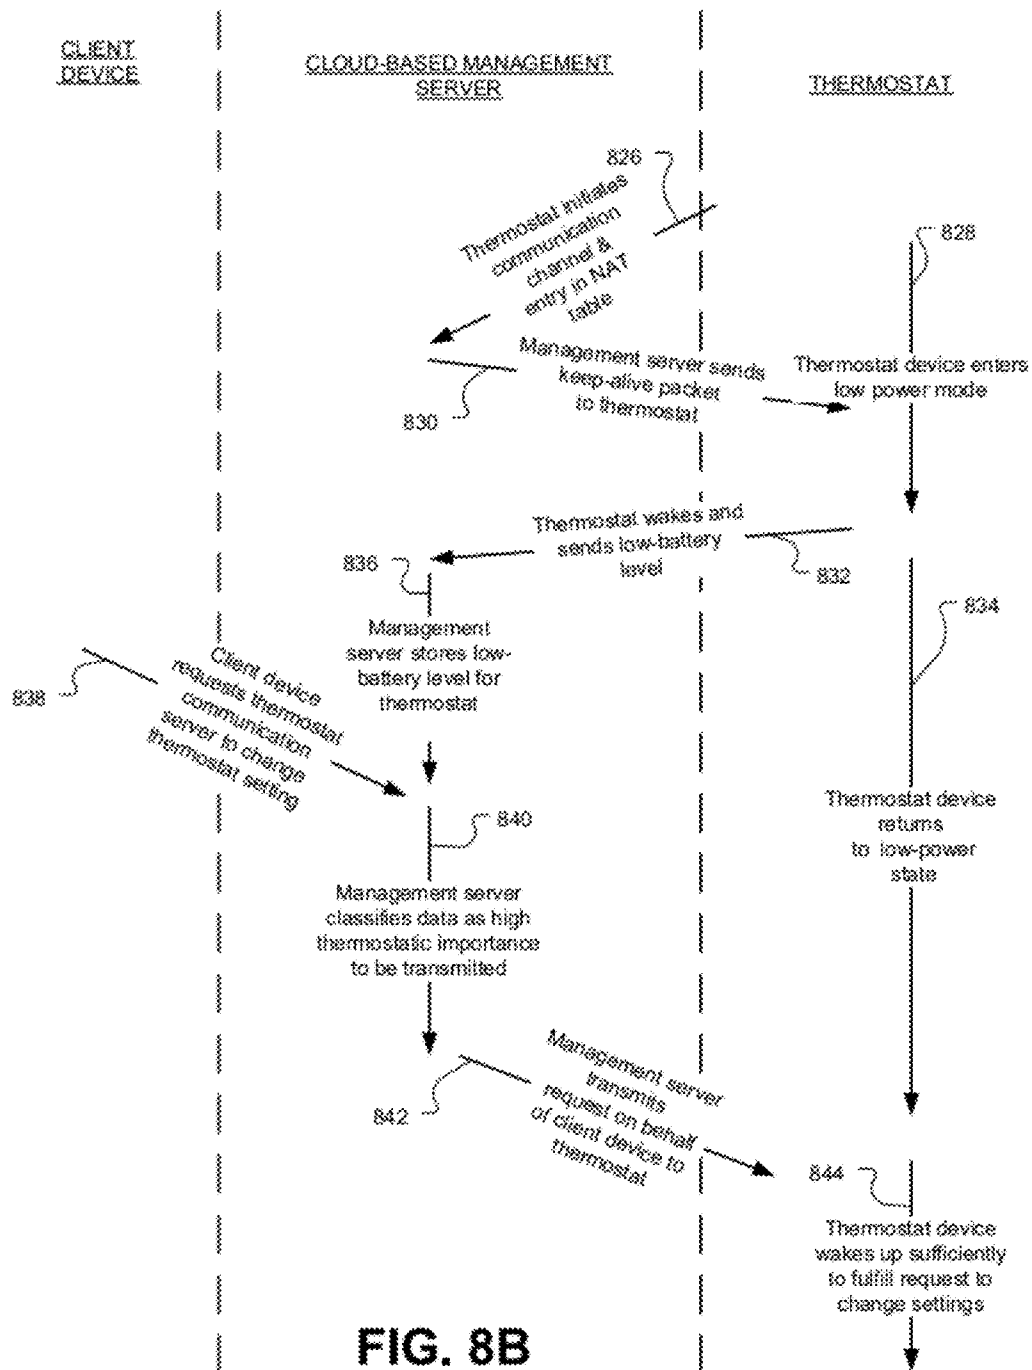 CLIENT
DEVICE
CLOUD-BASED MANAGEMENT
SERVER
THERMOSTAT
826
Thermostat initiates
communication
channel &
entry in NAT
table
828
Management server sends
keep-alive packet
to thermostat
830
Thermostat device enters
low power mode
Thermostat wakes and
sends low-battery
level
832
836
Management
server stores low-
battery level for
thermostat
834
838
Client device
requests thermostat
communication
server to change
thermostat setting
840
Management server
classifies data as high
thermostatic importance
to be transmitted
Thermostat device
returns
to low-power
state
842
Management server
transmits
request on behalf
of client device to
thermostat
844
Thermostat device
wakes up sufficiently
to fulfill request to
change settings
FIG. 8B